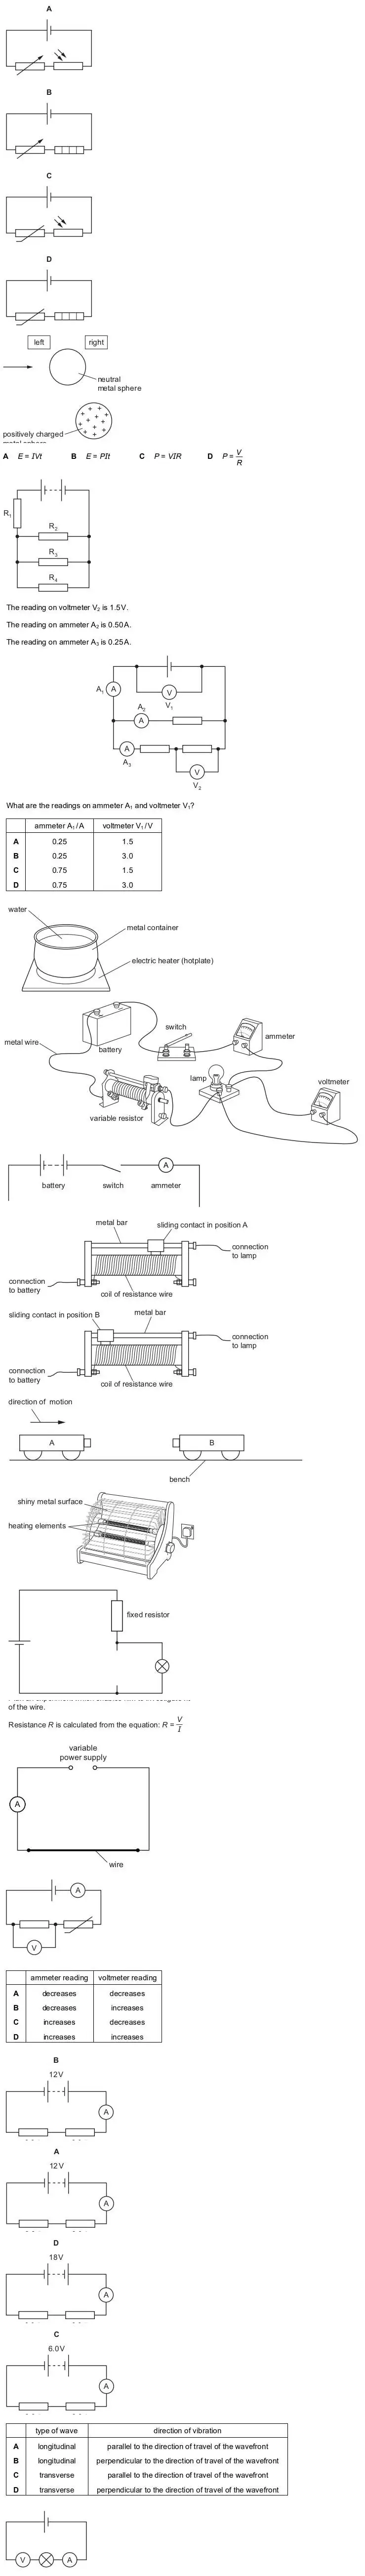 A
B
C
D
left right
neutral
metal sphere
positively charged
A E = IVt B E = PIt C P = VIR D P = V/R
R1
R2
R3
R4
The reading on voltmeter V2 is 1.5 V.
The reading on ammeter A2 is 0.50 A.
The reading on ammeter A3 is 0.25 A.
A1 A
V
V1
A2
A
A
A3
V
V2
What are the readings on ammeter A1 and voltmeter V1?
ammeter A1 / A voltmeter V1 / V
A 0.25 1.5
B 0.25 3.0
C 0.75 1.5
D 0.75 3.0
water
metal container
electric heater (hotplate)
switch
ammeter
metal wire
battery
lamp
voltmeter
variable resistor
A
battery switch ammeter
metal bar
sliding contact in position A
connection
to lamp
connection
to battery
coil of resistance wire
sliding contact in position B
metal bar
connection
to lamp
connection
to battery
coil of resistance wire
direction of motion
A B
bench
shiny metal surface
heating elements
fixed resistor
of the wire.
Resistance R is calculated from the equation: R = V/I
variable
power supply
A
wire
A
V
ammeter reading voltmeter reading
A decreases decreases
B decreases increases
C increases decreases
D increases increases
B
12 V
A
A
12 V
A
D
18 V
A
C
6.0 V
A
type of wave direction of vibration
A longitudinal parallel to the direction of travel of the wavefront
B longitudinal perpendicular to the direction of travel of the wavefront
C transverse parallel to the direction of travel of the wavefront
D transverse perpendicular to the direction of travel of the wavefront
V A